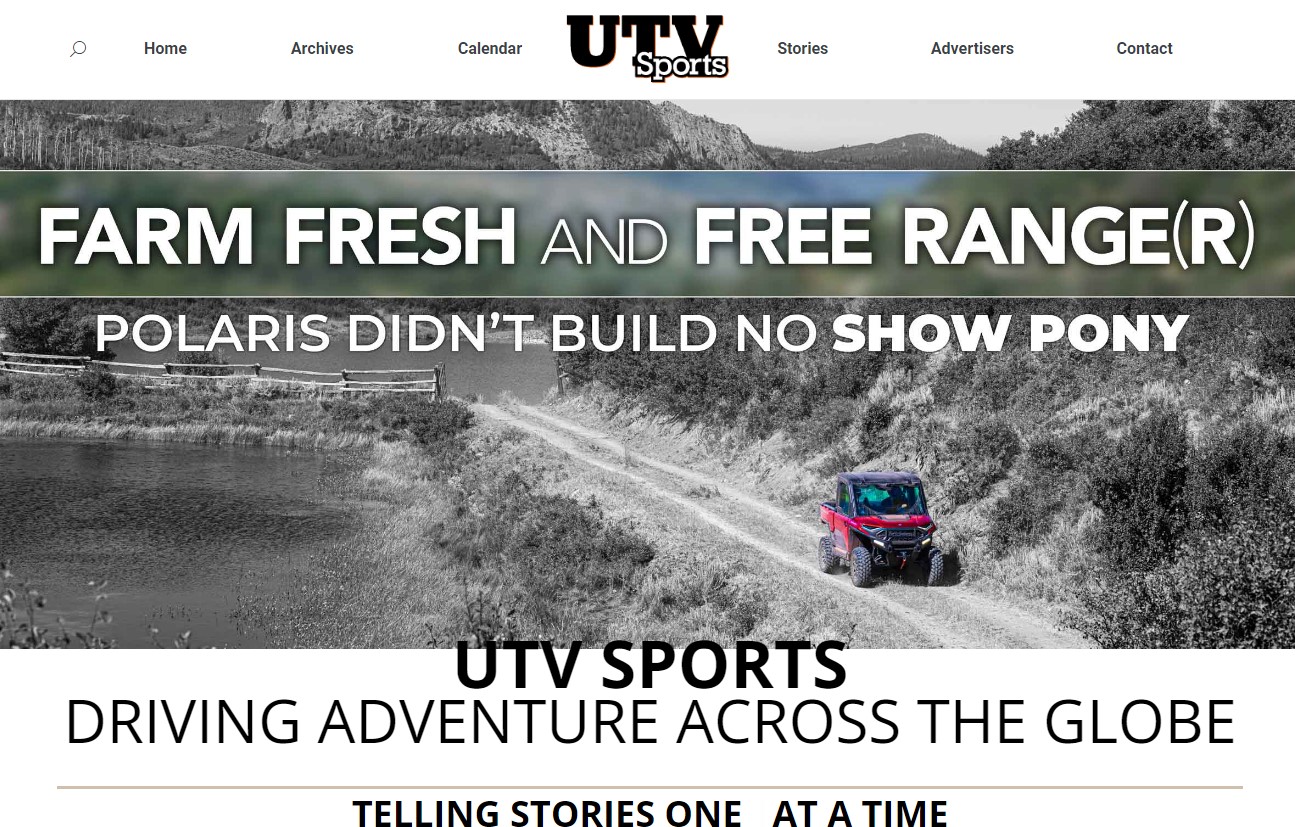 Home Archives Calendar UTV Sports Stories Advertisers Contact
FARM FRESH AND FREE RANGE(R)
POLARIS DIDN’T BUILD NO SHOW PONY
UTV SPORTS
DRIVING ADVENTURE ACROSS THE GLOBE
TELLING STORIES ONE AT A TIME